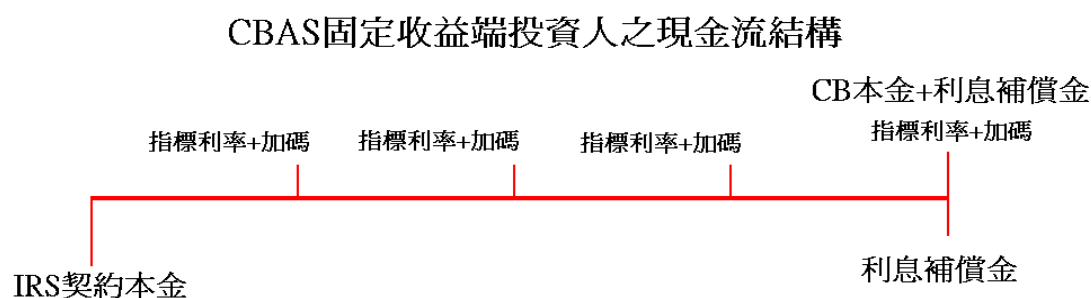 CBAS固定收益端投資人之現金流結構
CB本金+利息補償金
指標利率+加碼
指標利率+加碼
指標利率+加碼
指標利率+加碼
IRS契約本金
利息補償金